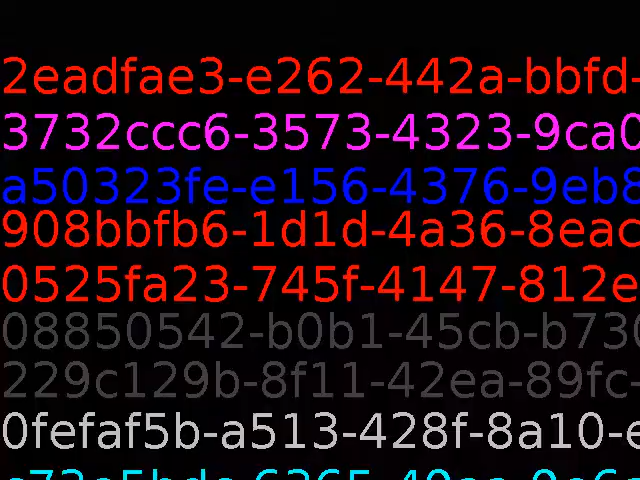 2eadfae3-e262-442a-bbfd-
3732ccc6-3573-4323-9ca0
a50323fe-e156-4376-9eb8
908bbfb6-1d1d-4a36-8eac
0525fa23-745f-4147-812e
08850542-b0b1-45cb-b730
229c129b-8f11-42ea-89fc-
0fefaf5b-a513-428f-8a10-e